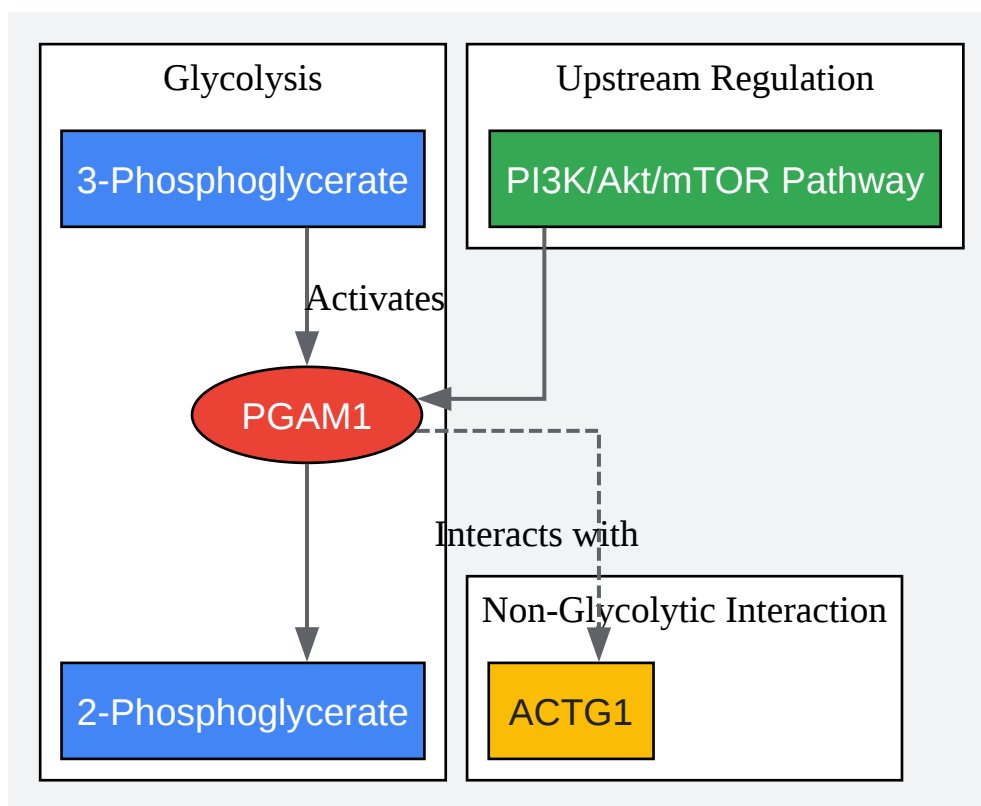 Glycolysis
Upstream Regulation
3-Phosphoglycerate
PI3K/Akt/mTOR Pathway
Activates
PGAM1
Interacts with
Non-Glycolytic Interaction
2-Phosphoglycerate
ACTG1